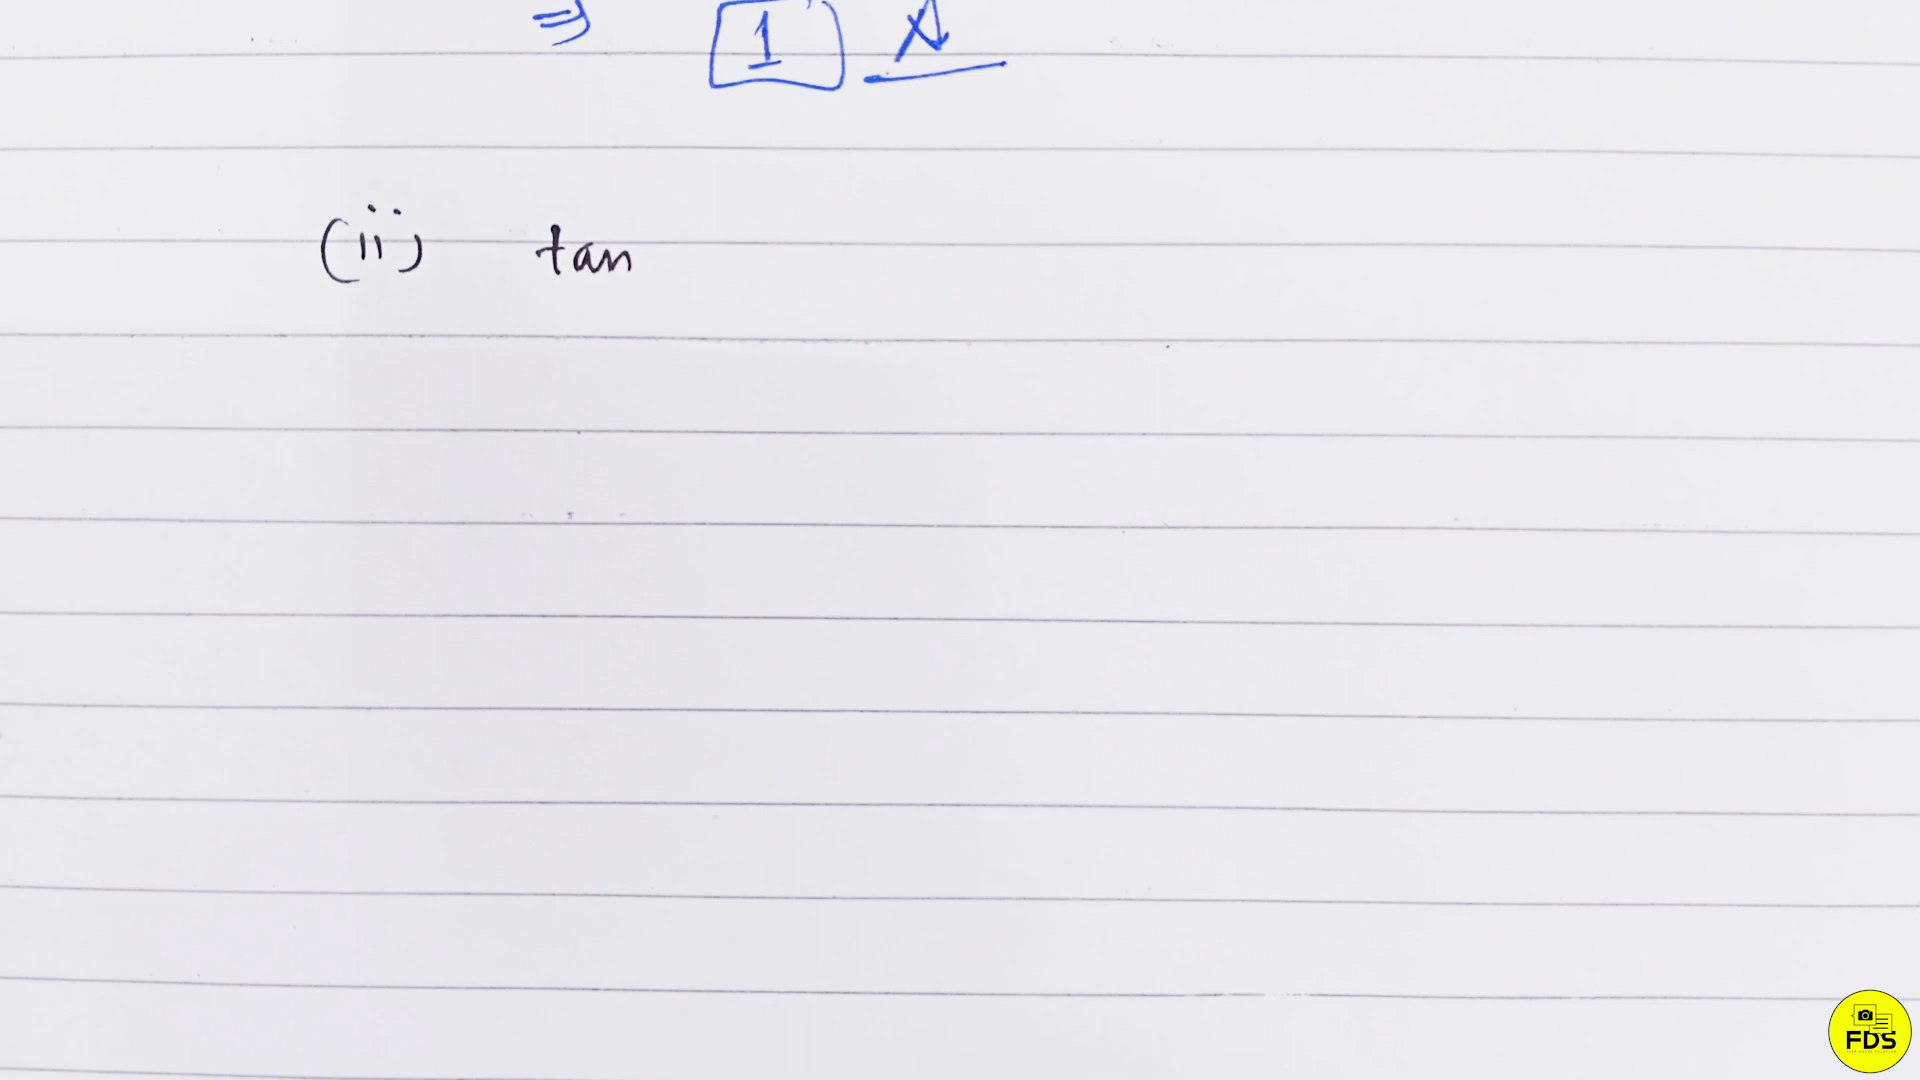 ⇒ 1
(ii) tan
FDS